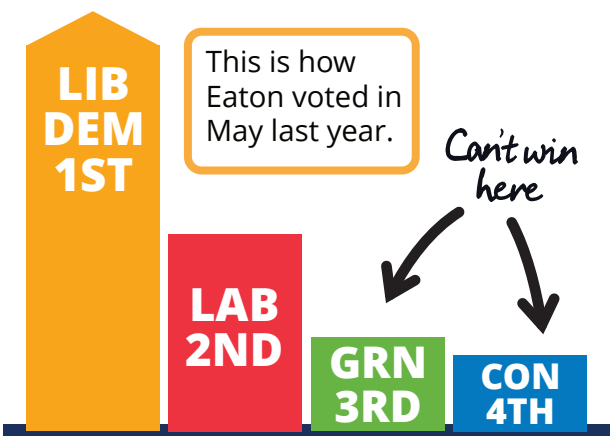 LIB
DEM
1ST
This is how
Eaton voted in
May last year.
Can't win
here
LAB
2ND
GRN
3RD
CON
4TH